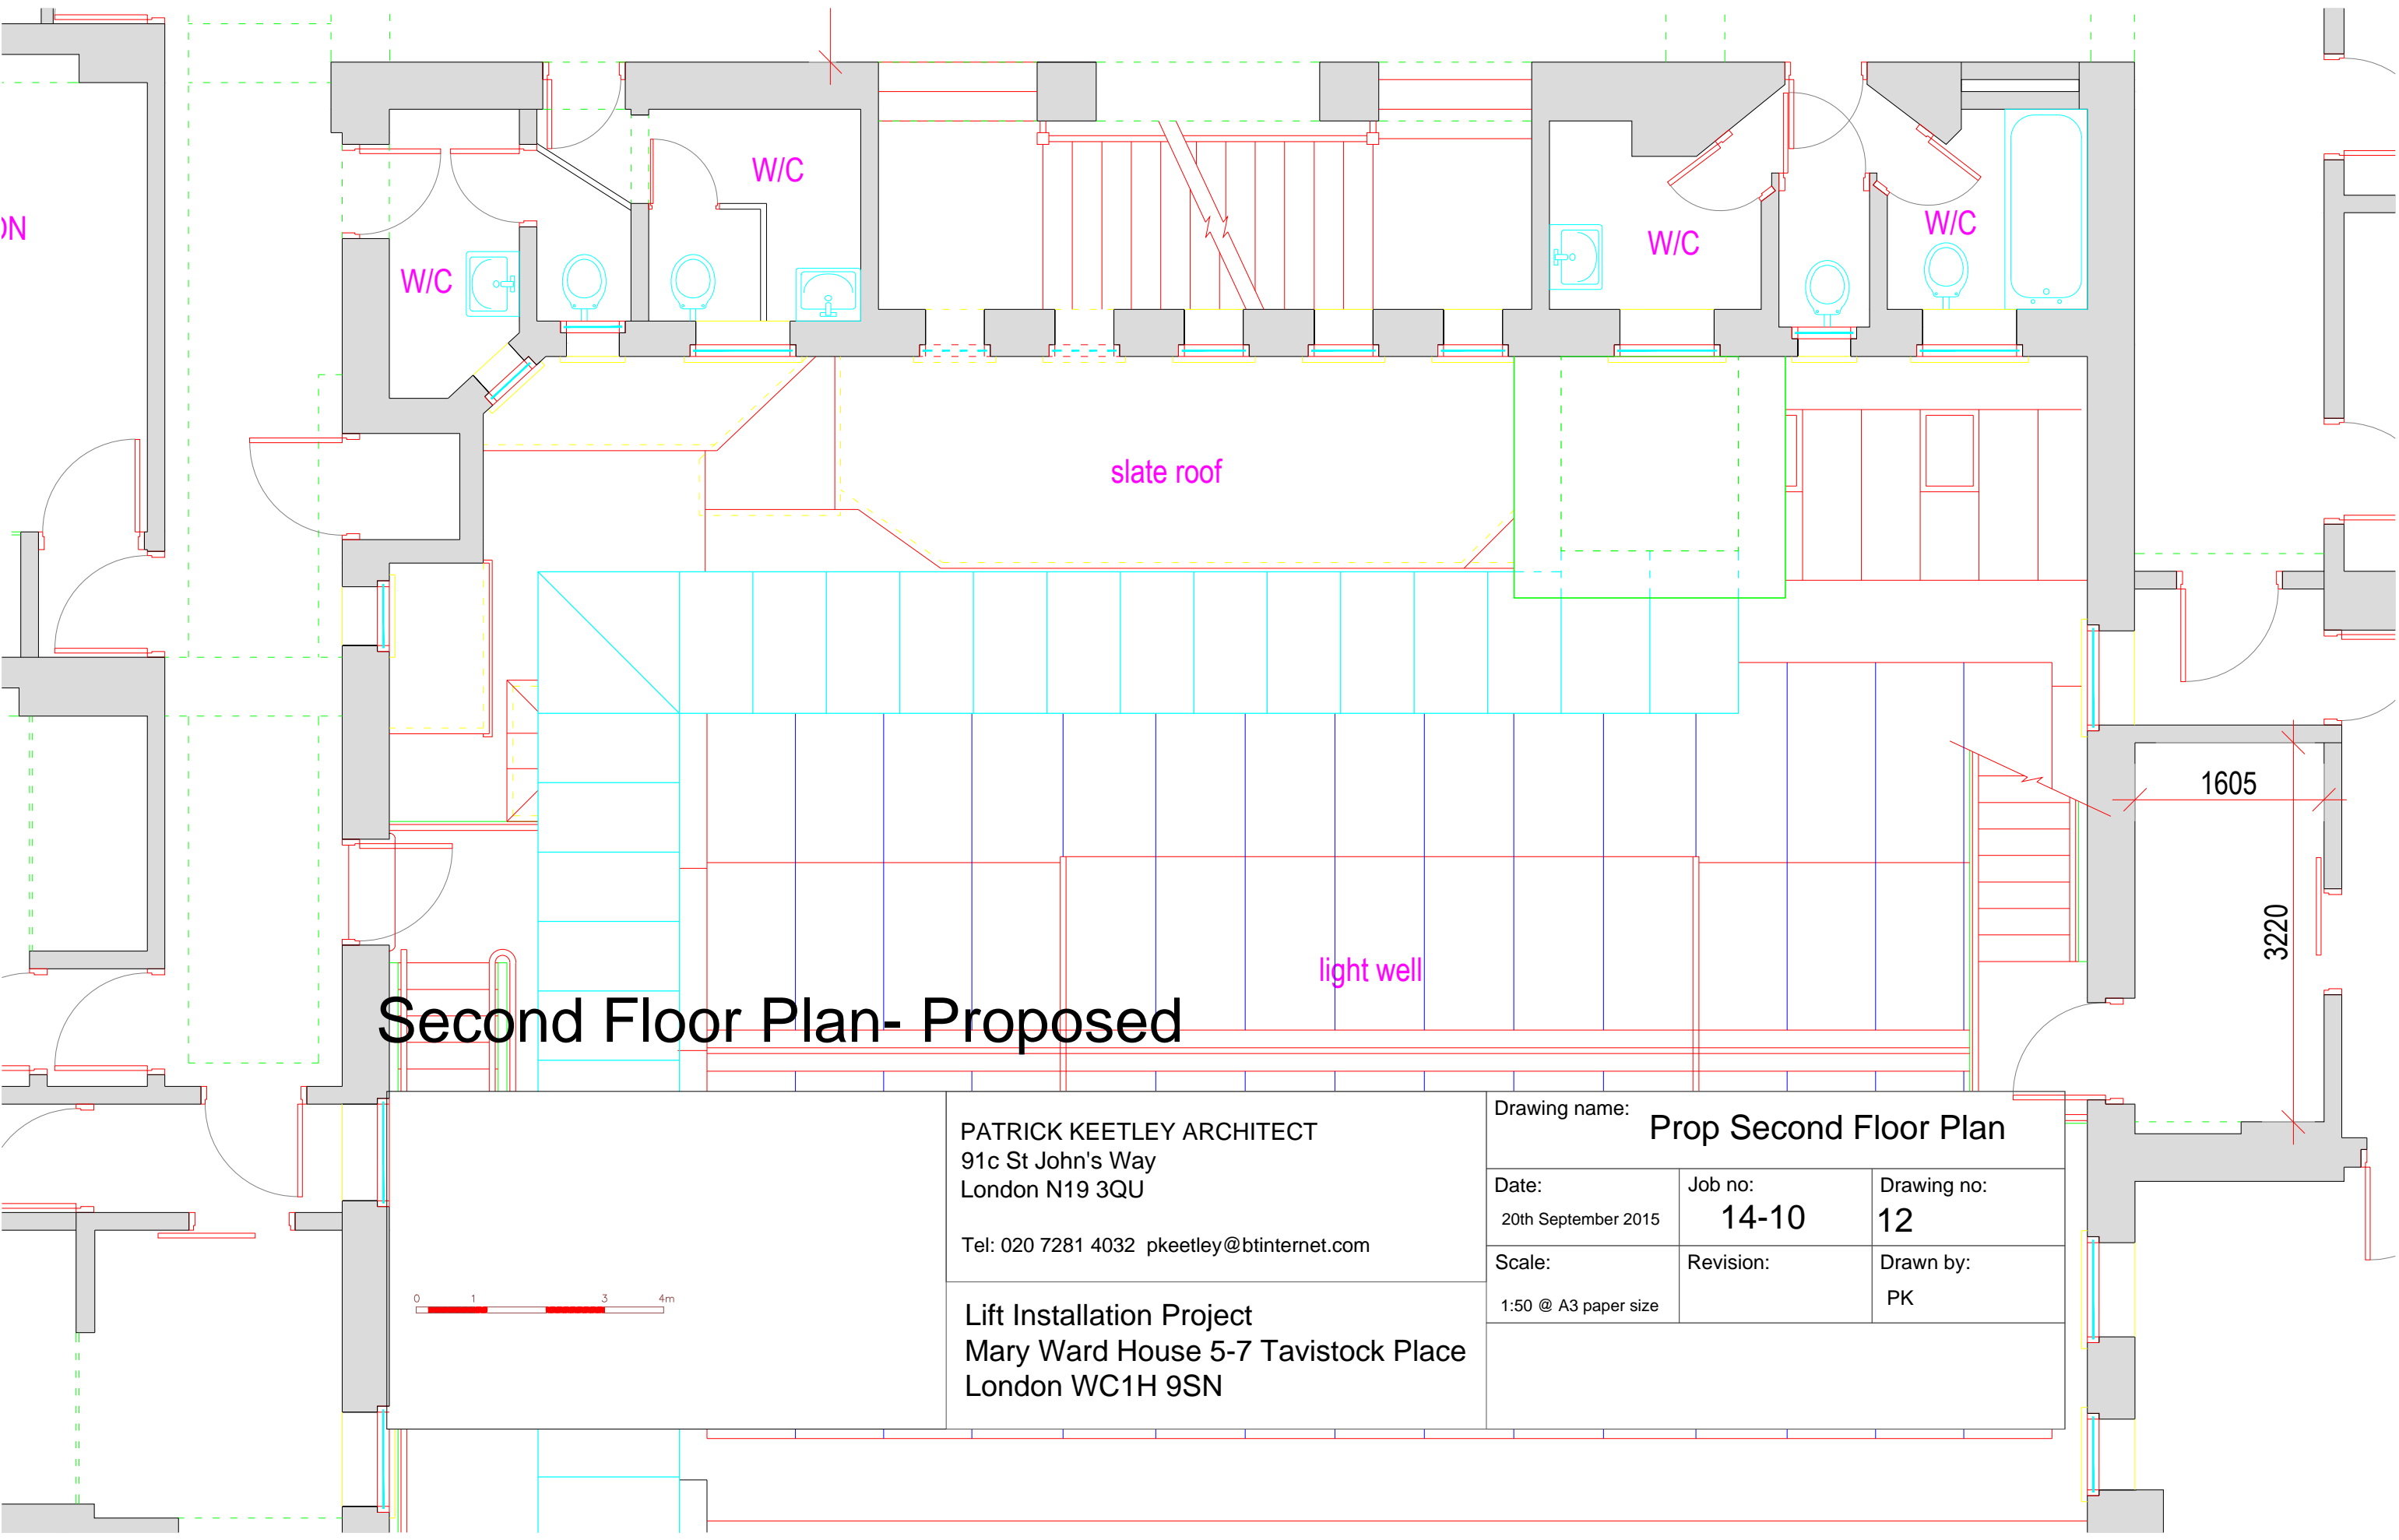 W/C
W/C
W/C
W/C
slate roof
1605
3220
light well
Second Floor Plan- Proposed
0 1 3 4m
PATRICK KEETLEY ARCHITECT
91c St John's Way
London N19 3QU
Tel: 020 7281 4032 pkeetley@btinternet.com
Lift Installation Project
Mary Ward House 5-7 Tavistock Place
London WC1H 9SN
Drawing name:
Prop Second Floor Plan
Date:
20th September 2015
Job no:
14-10
Drawing no:
12
Scale:
1:50 @ A3 paper size
Revision:
Drawn by:
PK